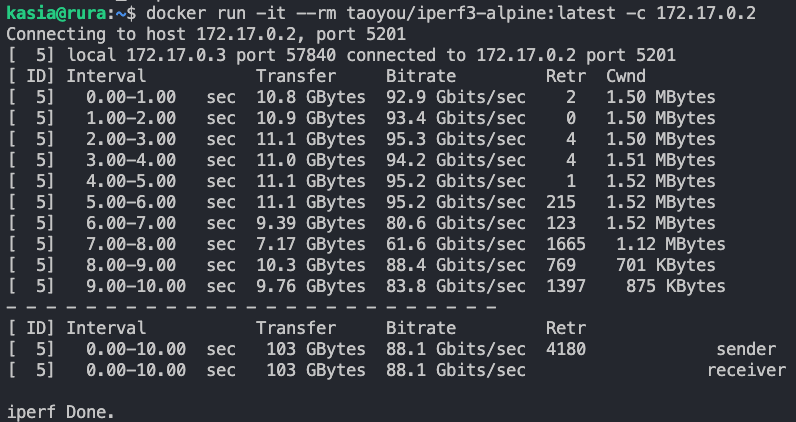 kasia@rura:~$ docker run -it --rm taoyou/iperf3-alpine:latest -c 172.17.0.2
Connecting to host 172.17.0.2, port 5201
[  5] local 172.17.0.3 port 57840 connected to 172.17.0.2 port 5201
[ ID] Interval           Transfer     Bitrate         Retr  Cwnd
[  5]   0.00-1.00   sec  10.8 GBytes  92.9 Gbits/sec    2   1.50 MBytes
[  5]   1.00-2.00   sec  10.9 GBytes  93.4 Gbits/sec    0   1.50 MBytes
[  5]   2.00-3.00   sec  11.1 GBytes  95.3 Gbits/sec    4   1.50 MBytes
[  5]   3.00-4.00   sec  11.0 GBytes  94.2 Gbits/sec    4   1.51 MBytes
[  5]   4.00-5.00   sec  11.1 GBytes  95.2 Gbits/sec    1   1.52 MBytes
[  5]   5.00-6.00   sec  11.1 GBytes  95.2 Gbits/sec  215   1.52 MBytes
[  5]   6.00-7.00   sec  9.39 GBytes  80.6 Gbits/sec  123   1.52 MBytes
[  5]   7.00-8.00   sec  7.17 GBytes  61.6 Gbits/sec  1665   1.12 MBytes
[  5]   8.00-9.00   sec  10.3 GBytes  88.4 Gbits/sec  769    701 KBytes
[  5]   9.00-10.00  sec  9.76 GBytes  83.8 Gbits/sec  1397    875 KBytes
- - - - - - - - - - - - - - - - - - - - - - - - -
[ ID] Interval           Transfer     Bitrate         Retr
[  5]   0.00-10.00  sec   103 GBytes  88.1 Gbits/sec  4180             sender
[  5]   0.00-10.00  sec   103 GBytes  88.1 Gbits/sec                  receiver
iperf Done.